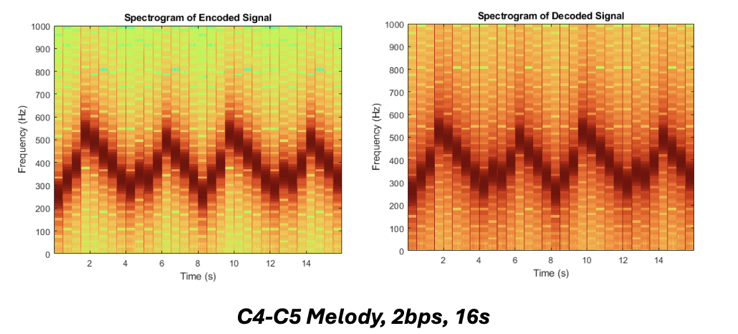 Spectrogram of Encoded Signal
1000
900
800
700
600
500
400
300
200
100
0
Frequency (Hz)
2 4 6 8 10 12 14
Time (s)
Spectrogram of Decoded Signal
1000
900
800
700
600
500
400
300
200
100
0
Frequency (Hz)
2 4 6 8 10 12 14
Time (s)
C4-C5 Melody, 2bps, 16s